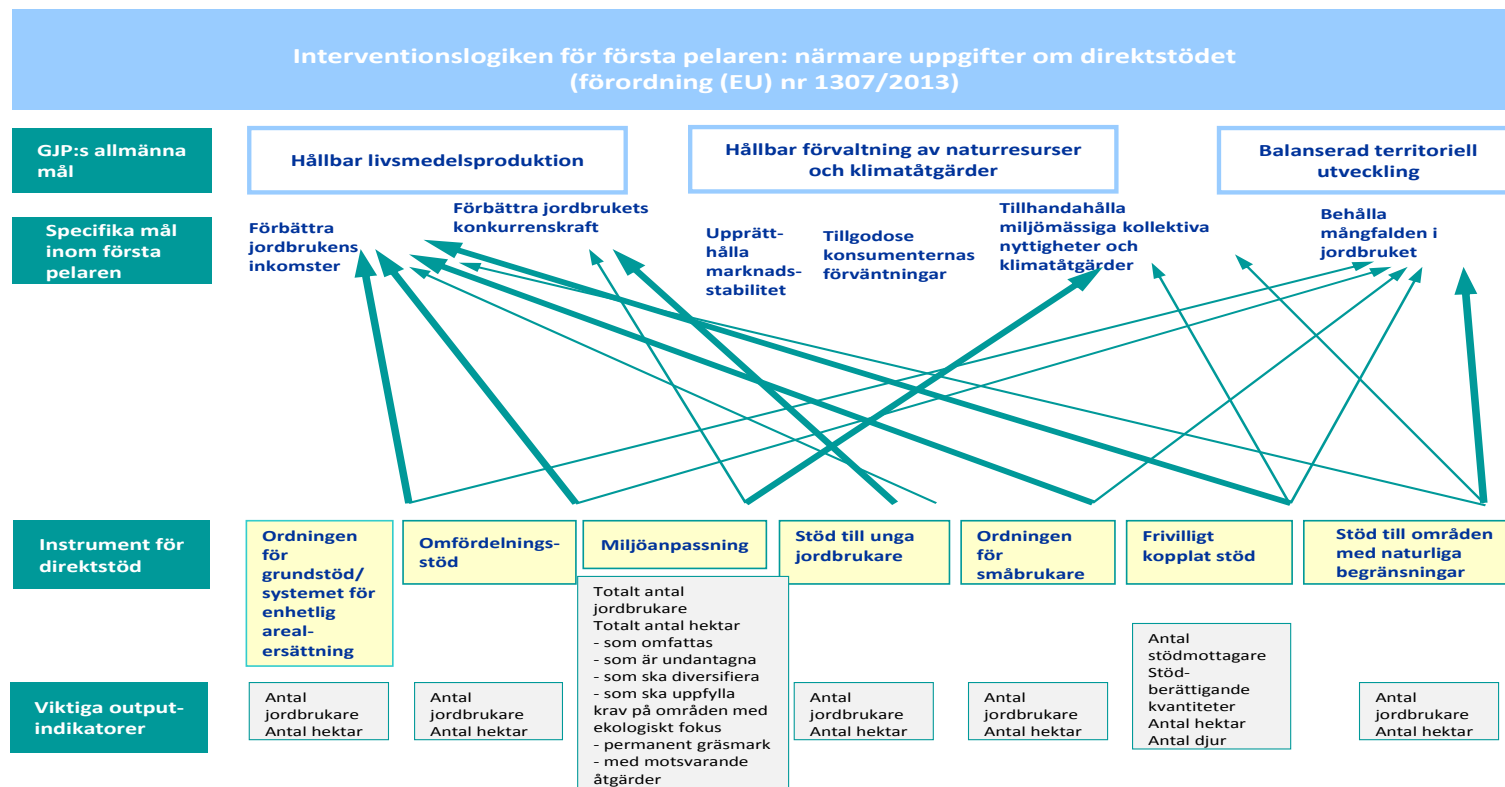 Interventionslogiken för första pelaren: närmare uppgifter om direktstödet
(förordning (EU) nr 1307/2013)
GJP:s allmänna
mål
Hållbar livsmedelsproduktion
Hållbar förvaltning av naturresurser
och klimatåtgärder
Balanserad territoriell
utveckling
Specifika mål
inom första
pelaren
Förbättra
jordbrukens
inkomster
Förbättra jordbrukets
konkurrenskraft
Upprätt-
hålla
marknads-
stabilitet
Tillgodose
konsumenternas
förväntningar
Tillhandahålla
miljömässiga kollektiva
nyttigheter och
klimatåtgärder
Behålla
mångfalden i
jordbruket
Instrument för
direktstöd
Ordningen
för
grundstöd/
systemet för
enhetlig
areal-
ersättning
Omfördelnings-
stöd
Miljöanpassning
Stöd till unga
jordbrukare
Ordningen
för
småbrukare
Frivilligt
kopplat stöd
Stöd till områden
med naturliga
begränsningar
Viktiga output-
indikatorer
Antal
jordbrukare
Antal hektar
Antal
jordbrukare
Antal hektar
Totalt antal
jordbrukare
Totalt antal hektar
- som omfattas
- som är undantagna
- som ska diversifiera
- som ska uppfylla
krav på områden med
ekologiskt fokus
- permanent gräsmark
- med motsvarande
åtgärder
Antal
jordbrukare
Antal hektar
Antal
jordbrukare
Antal hektar
Antal
stödmottagare
Stöd-
berättigande
kvantiteter
Antal hektar
Antal djur
Antal
jordbrukare
Antal hektar